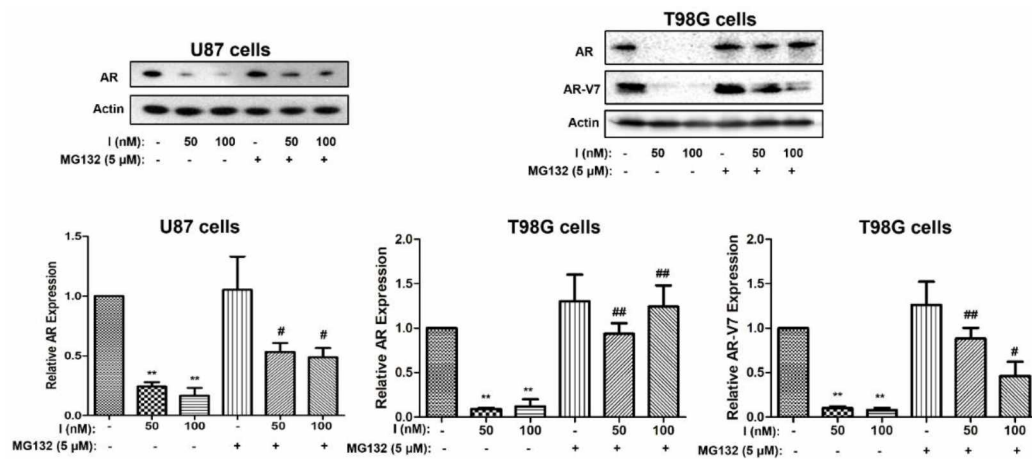 U87 cells
AR
Actin
I (nM): - 50 100 - 50 100
MG132 (5 µM): - - - + + +
T98G cells
AR
AR-V7
Actin
I (nM): - 50 100 - 50 100
MG132 (5 µM): - - - + + +
U87 cells
Relative AR Expression
1.5
1.0
0.5
0.0
** ** # #
I (nM) - 50 100 - 50 100
MG132 (5 µM): - - - + + +
T98G cells
Relative AR Expression
2.0
1.5
1.0
0.5
0.0
** ** ## ##
I (nM) - 50 100 - 50 100
MG132 (5 µM): - - - + + +
T98G cells
Relative AR-V7 Expression
2.0
1.5
1.0
0.5
0.0
** ** ## #
I (nM) - 50 100 - 50 100
MG132 (5 µM): - - - + + +